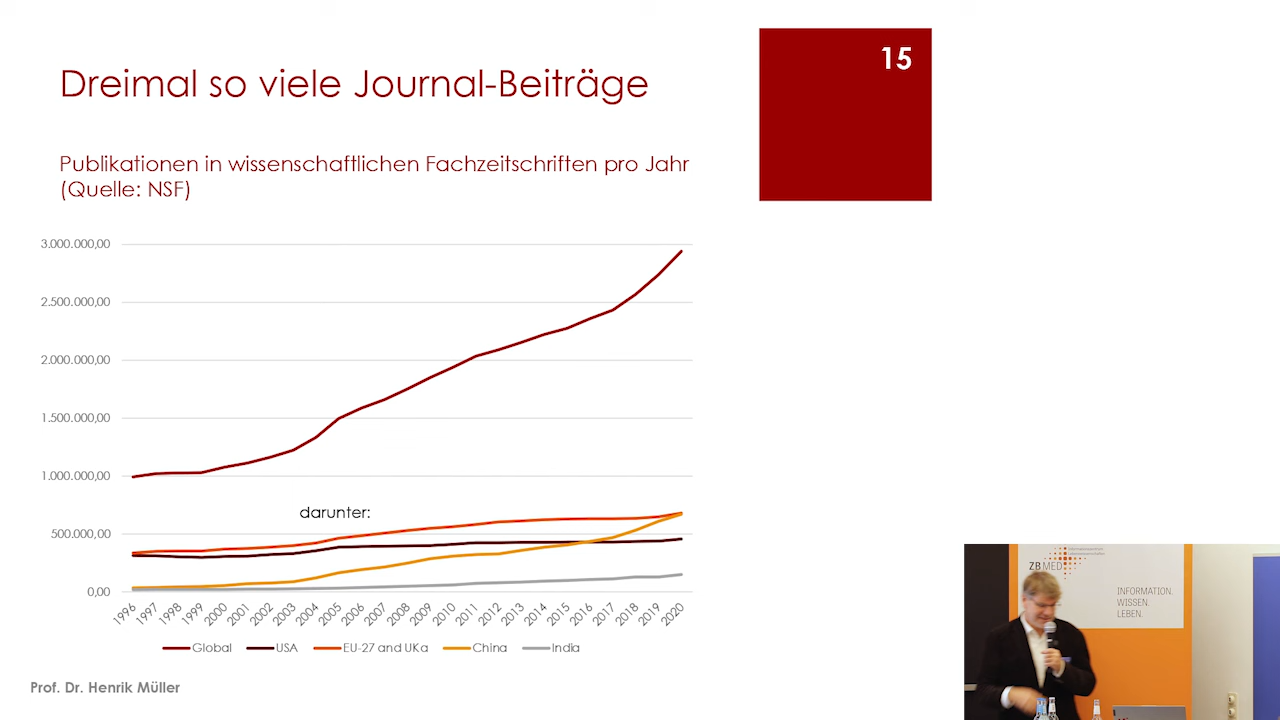 15
Dreimal so viele Journal-Beiträge
Publikationen in wissenschaftlichen Fachzeitschriften pro Jahr
(Quelle: NSF)
3.000.000,00
2.500.000,00
2.000.000,00
1.500.000,00
1.000.000,00
500.000,00
0,00
darunter:
1996 1997 1998 1999 2000 2001 2002 2003 2004 2005 2006 2007 2008 2009 2010 2011 2012 2013 2014 2015 2016 2017 2018 2019 2020
Global USA EU-27 and UKa China India
Prof. Dr. Henrik Müller
ZB MED
Informationszentrum
Lebenswissenschaften
INFORMATION.
WISSEN.
LEBEN.